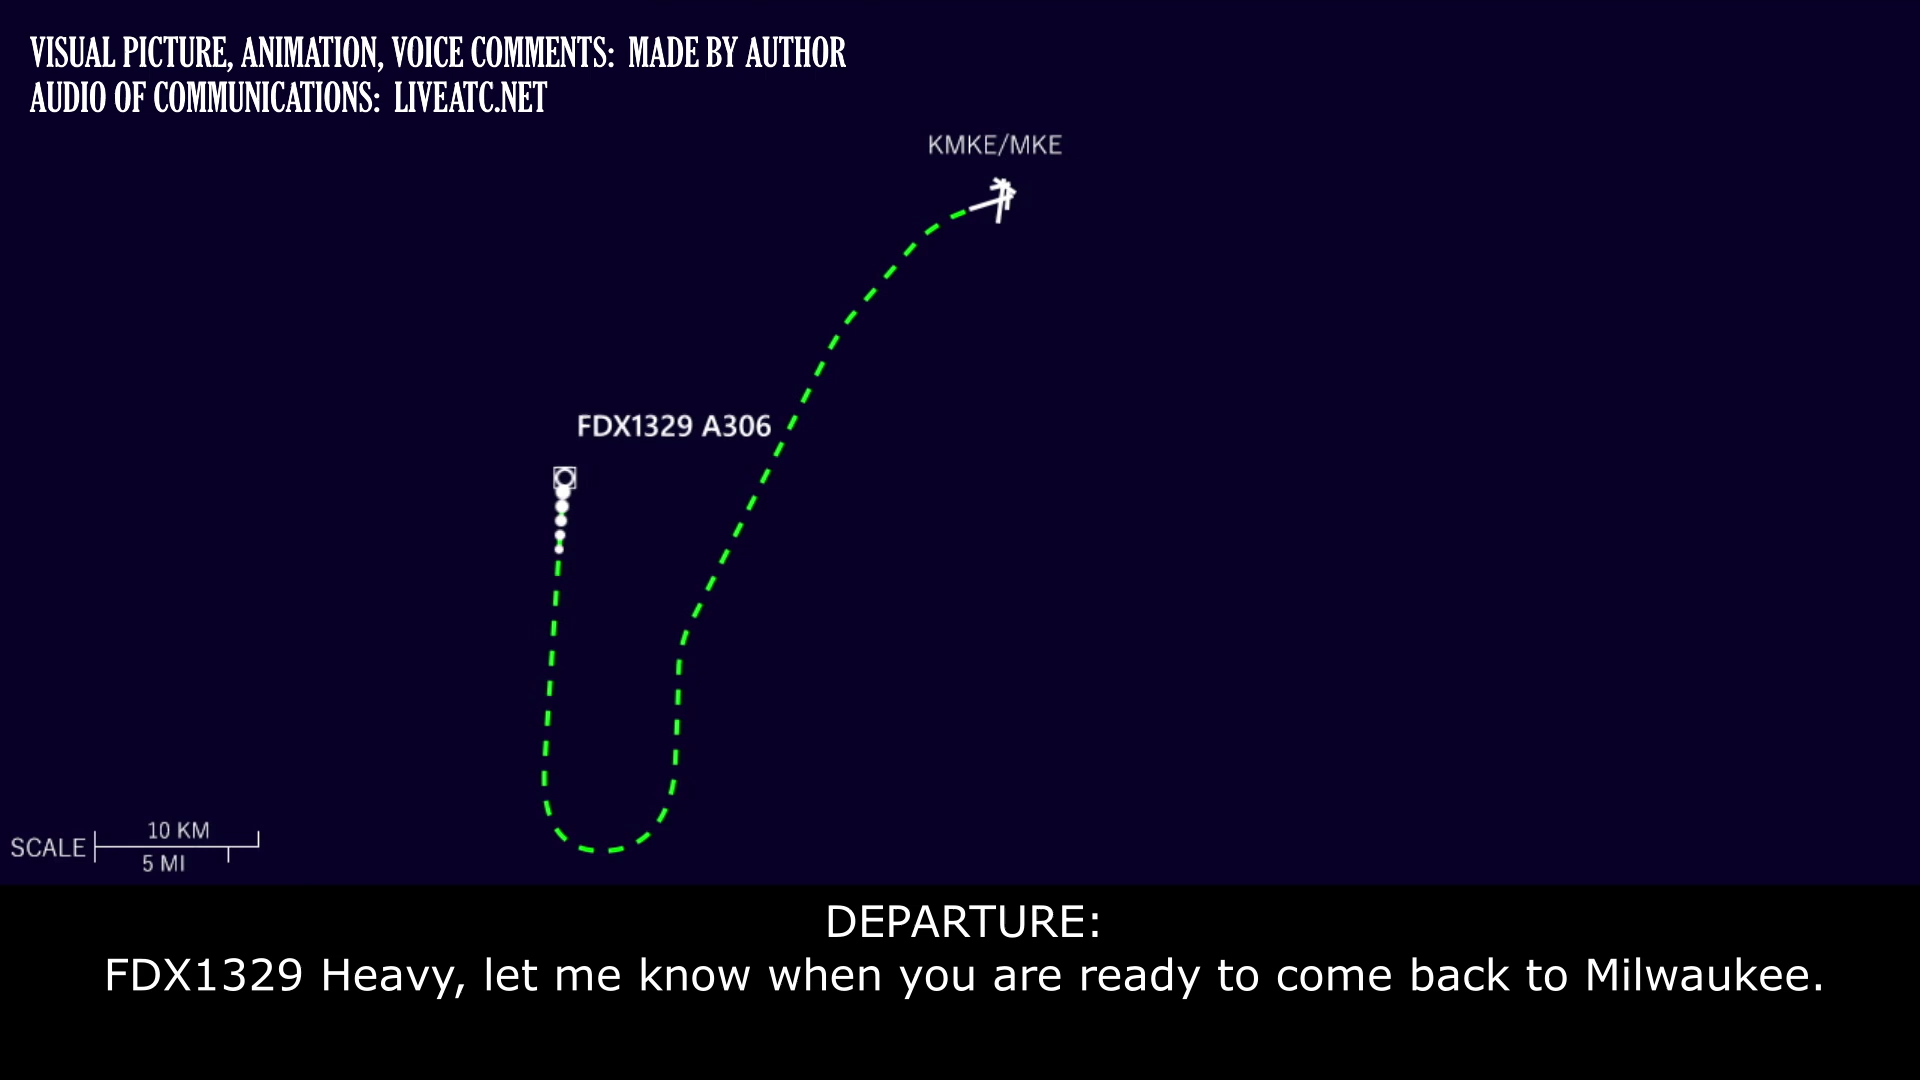 VISUAL PICTURE, ANIMATION, VOICE COMMENTS: MADE BY AUTHOR
AUDIO OF COMMUNICATIONS: LIVEATC.NET
KMKE/MKE
FDX1329 A306
10 KM
SCALE
5 MI
DEPARTURE:
FDX1329 Heavy, let me know when you are ready to come back to Milwaukee.